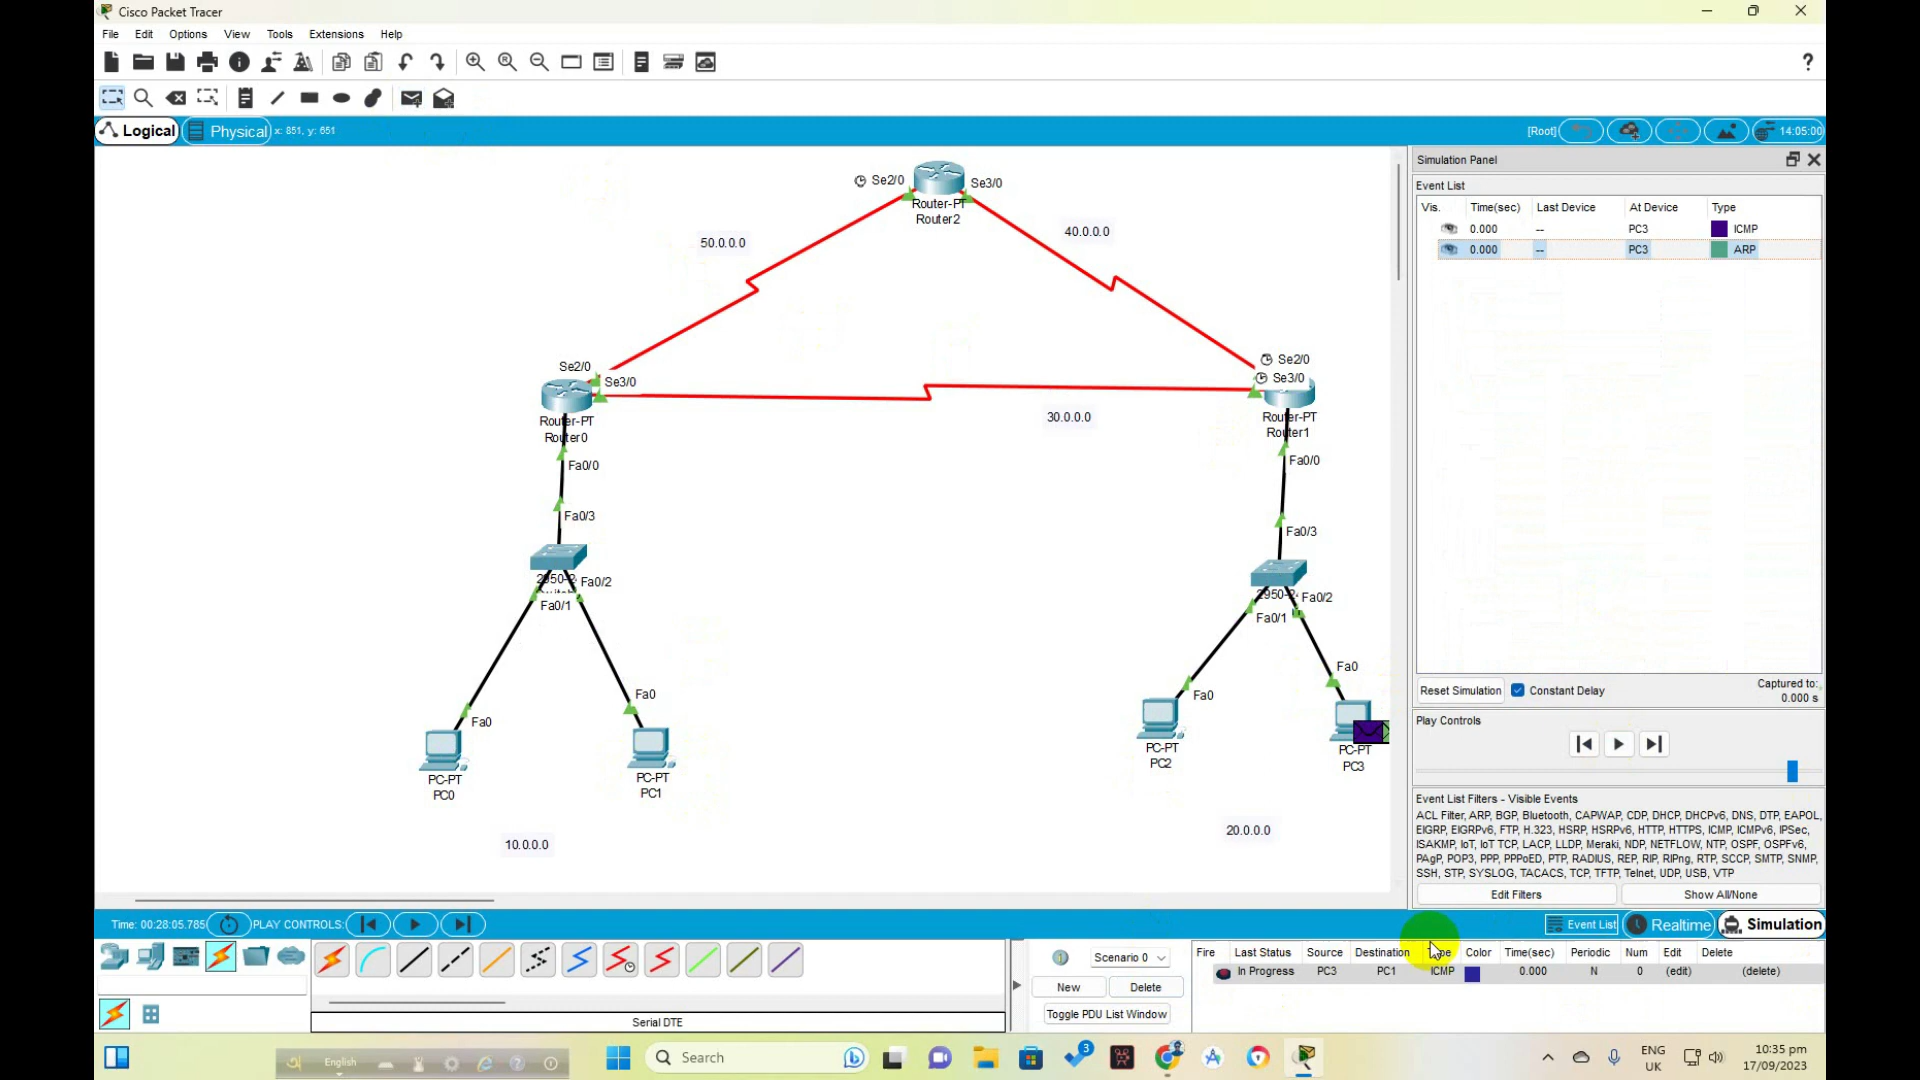 Cisco Packet Tracer
File Edit Options View Tools Extensions Help
Logical Physical x: 851, y: 651 [Root] 14:05:00
Simulation Panel
Event List
Vis. Time(sec) Last Device At Device Type
0.000 -- PC3 ICMP
0.000 -- PC3 ARP
Se2/0 Se3/0
Router-PT
Router2
50.0.0.0
40.0.0.0
Se2/0
Se3/0
Router-PT
Router0
Se2/0
Se3/0
Router-PT
Router1
30.0.0.0
Fa0/0
Fa0/3
Fa0/2
Fa0/1
Fa0
Fa0
PC-PT
PC0
PC-PT
PC1
10.0.0.0
Fa0/0
Fa0/3
Fa0/2
Fa0/1
Fa0
Fa0
PC-PT
PC2
PC-PT
PC3
20.0.0.0
Reset Simulation Constant Delay Captured to:
0.000 s
Play Controls
Event List Filters - Visible Events
ACL Filter, ARP, BGP, Bluetooth, CAPWAP, CDP, DHCP, DHCPv6, DNS, DTP, EAPOL,
EIGRP, EIGRPv6, FTP, H.323, HSRP, HSRPv6, HTTP, HTTPS, ICMP, ICMPv6, IPSec,
ISAKMP, IoT, IoT TCP, LACP, LLDP, Meraki, NDP, NETFLOW, NTP, OSPF, OSPFv6,
PAgP, POP3, PPP, PPPoED, PTP, RADIUS, REP, RIP, RIPng, RTP, SCCP, SMTP, SNMP,
SSH, STP, SYSLOG, TACACS, TCP, TFTP, Telnet, UDP, USB, VTP
Edit Filters Show All/None
Time: 00:28:05.785 PLAY CONTROLS: Event List Realtime Simulation
Scenario 0
New Delete
Toggle PDU List Window
Fire Last Status Source Destination Type Color Time(sec) Periodic Num Edit Delete
In Progress PC3 PC1 ICMP 0.000 N 0 (edit) (delete)
Serial DTE
English
Search
3
ENG
UK
10:35 pm
17/09/2023